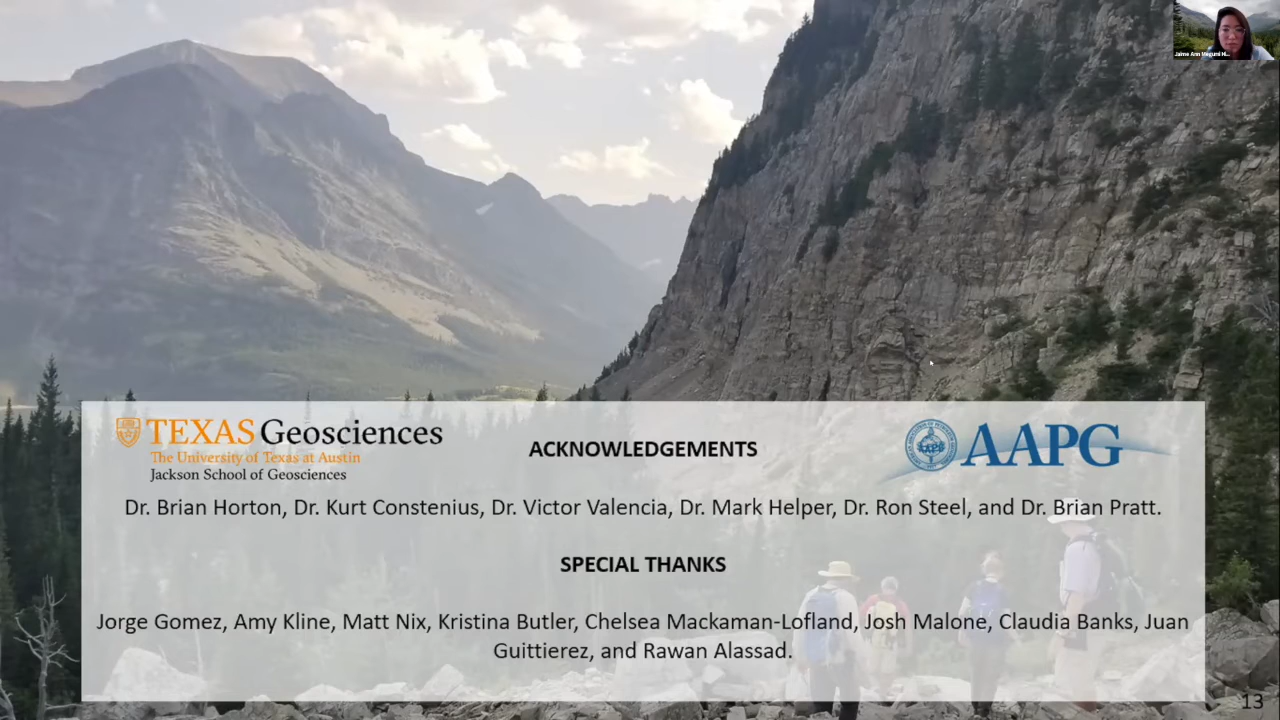 TEXAS Geosciences
The University of Texas at Austin
Jackson School of Geosciences
ACKNOWLEDGEMENTS
AAPG
Dr. Brian Horton, Dr. Kurt Constenius, Dr. Victor Valencia, Dr. Mark Helper, Dr. Ron Steel, and Dr. Brian Pratt.
SPECIAL THANKS
Jorge Gomez, Amy Kline, Matt Nix, Kristina Butler, Chelsea Mackaman-Lofland, Josh Malone, Claudia Banks, Juan
Guittierez, and Rawan Alassad.
13